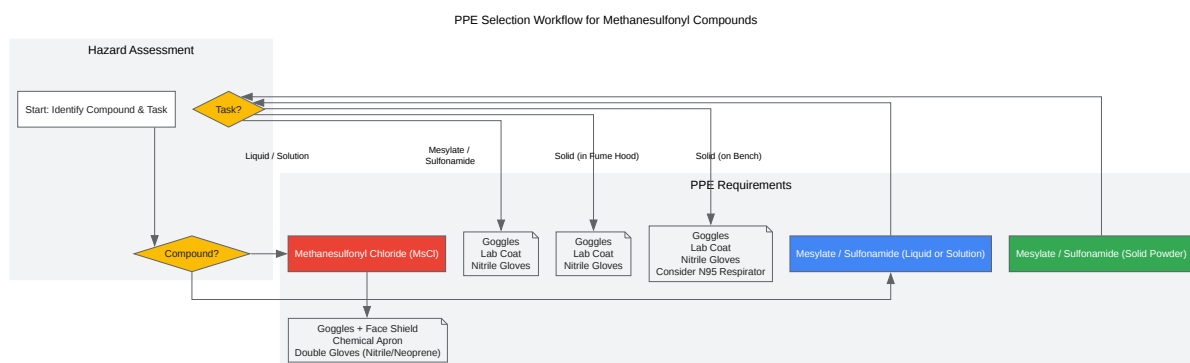 PPE Selection Workflow for Methanesulfonyl Compounds
Hazard Assessment
Start: Identify Compound & Task
Task?
Liquid / Solution
Mesylate /
Sulfonamide
Solid (in Fume Hood)
Solid (on Bench)
PPE Requirements
Compound?
Methanesulfonyl Chloride (MsCl)
Goggles
Lab Coat
Nitrile Gloves
Goggles
Lab Coat
Nitrile Gloves
Goggles
Lab Coat
Nitrile Gloves
Consider N95 Respirator
Mesylate / Sulfonamide (Liquid or Solution)
Mesylate / Sulfonamide (Solid Powder)
Goggles + Face Shield
Chemical Apron
Double Gloves (Nitrile/Neoprene)